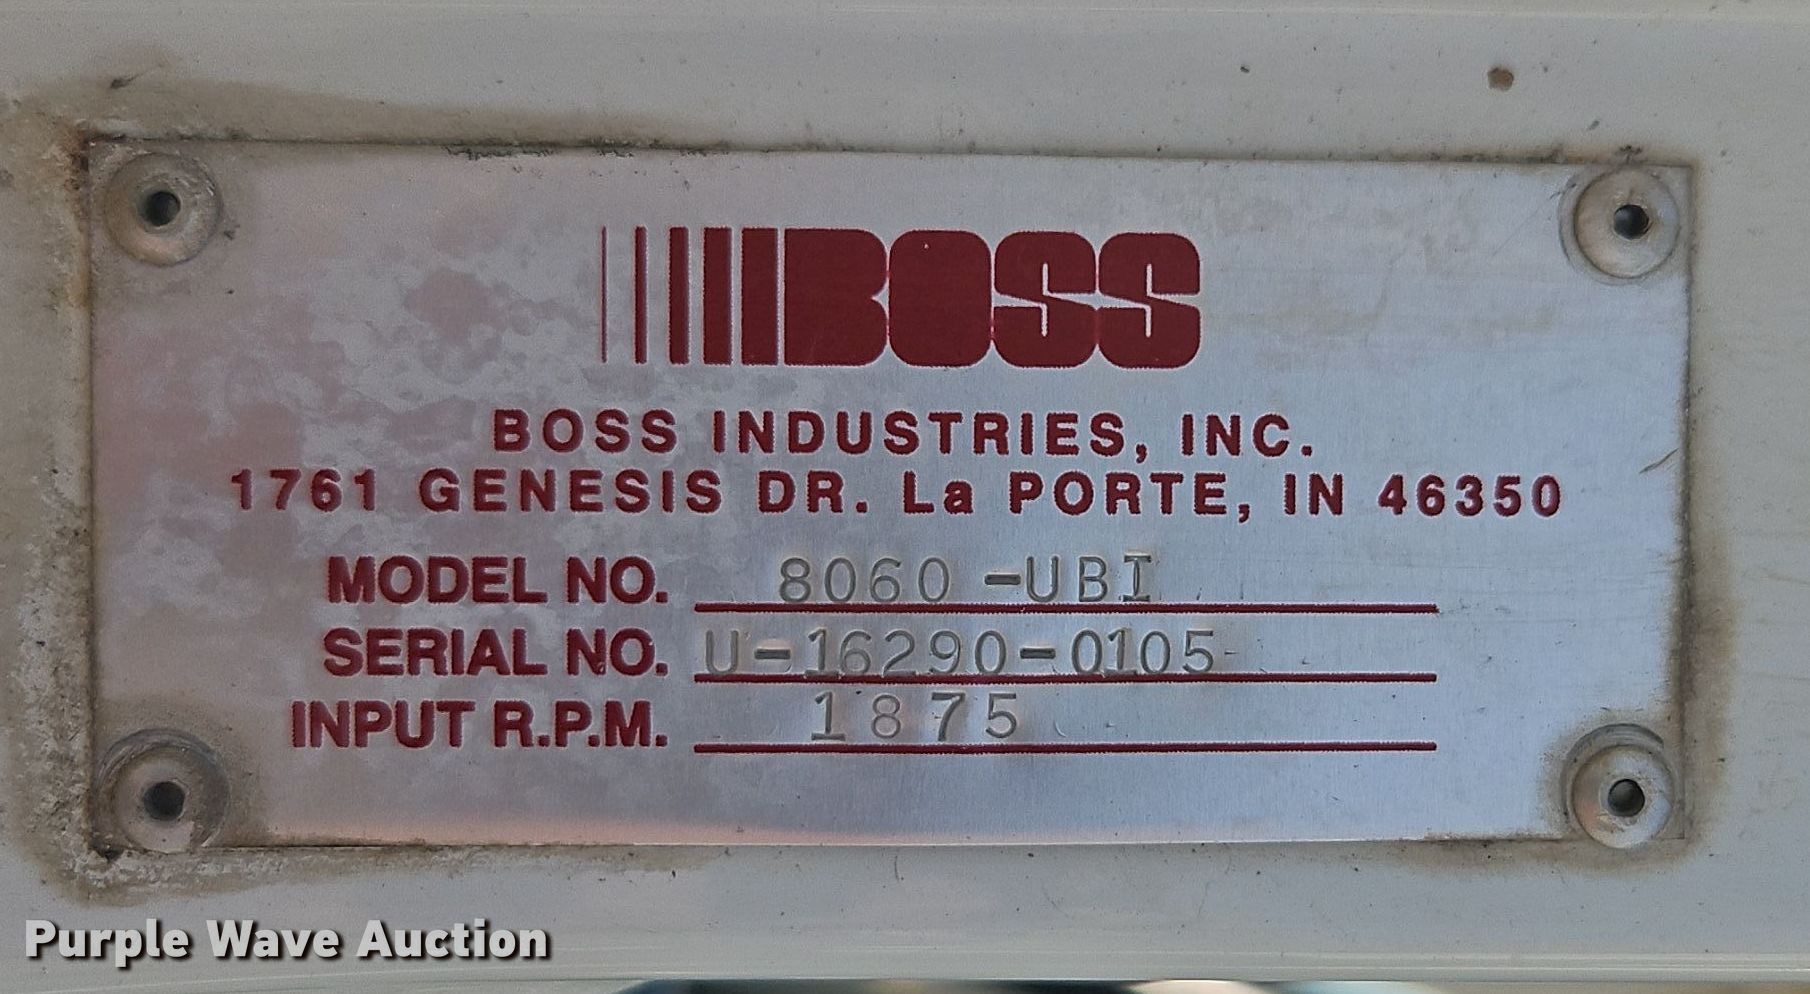 BOSS
BOSS INDUSTRIES, INC.
1761 GENESIS DR. La PORTE, IN 46350
MODEL NO. 8060-UBI
SERIAL NO. U-16290-0105
INPUT R.P.M. 1875
Purple Wave Auction